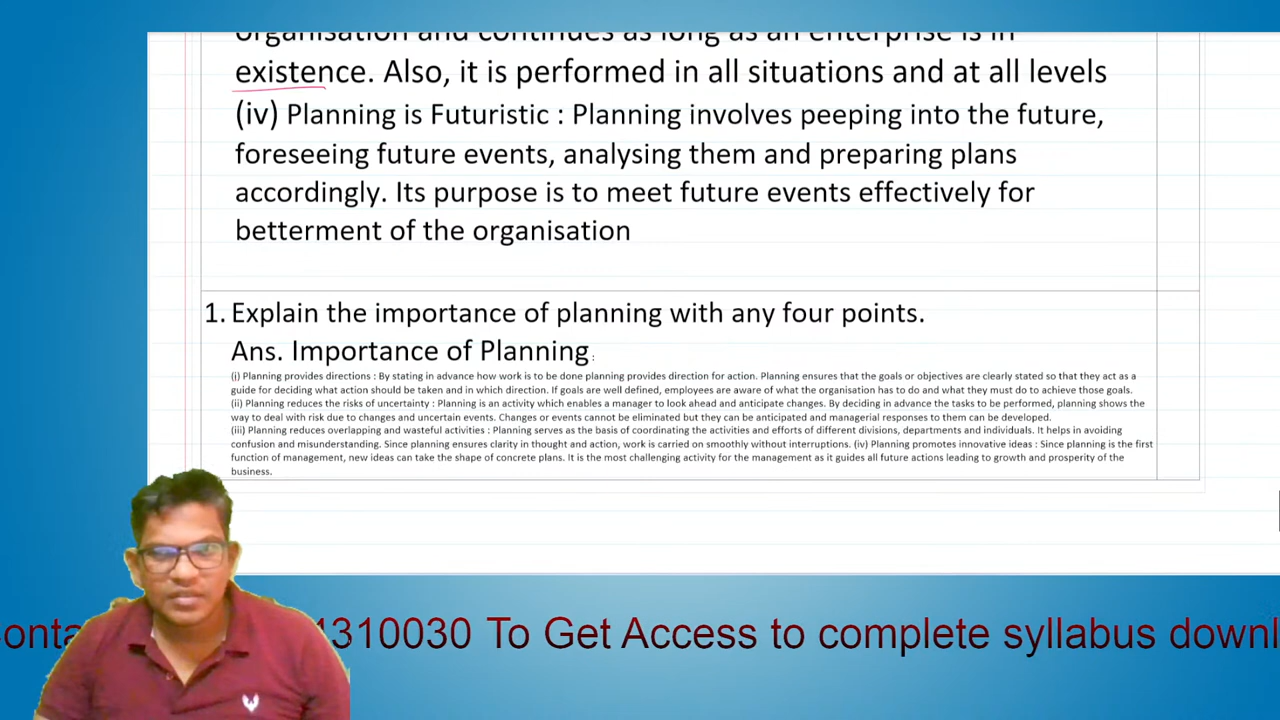 organisation and continues as long as an enterprise is in
existence. Also, it is performed in all situations and at all levels
(iv) Planning is Futuristic : Planning involves peeping into the future,
foreseeing future events, analysing them and preparing plans
accordingly. Its purpose is to meet future events effectively for
betterment of the organisation
1. Explain the importance of planning with any four points.
Ans. Importance of Planning:
(i) Planning provides directions : By stating in advance how work is to be done planning provides direction for action. Planning ensures that the goals or objectives are clearly stated so that they act as a
guide for deciding what action should be taken and in which direction. If goals are well defined, employees are aware of what the organisation has to do and what they must do to achieve those goals.
(ii) Planning reduces the risks of uncertainty : Planning is an activity which enables a manager to look ahead and anticipate changes. By deciding in advance the tasks to be performed, planning shows the
way to deal with risk due to changes and uncertain events. Changes or events cannot be eliminated but they can be anticipated and managerial responses to them can be developed.
(iii) Planning reduces overlapping and wasteful activities : Planning serves as the basis of coordinating the activities and efforts of different divisions, departments and individuals. It helps in avoiding
confusion and misunderstanding. Since planning ensures clarity in thought and action, work is carried on smoothly without interruptions. (iv) Planning promotes innovative ideas : Since planning is the first
function of management, new ideas can take the shape of concrete plans. It is the most challenging activity for the management as it guides all future actions leading to growth and prosperity of the
business.
4310030 To Get Access to complete syllabus downl